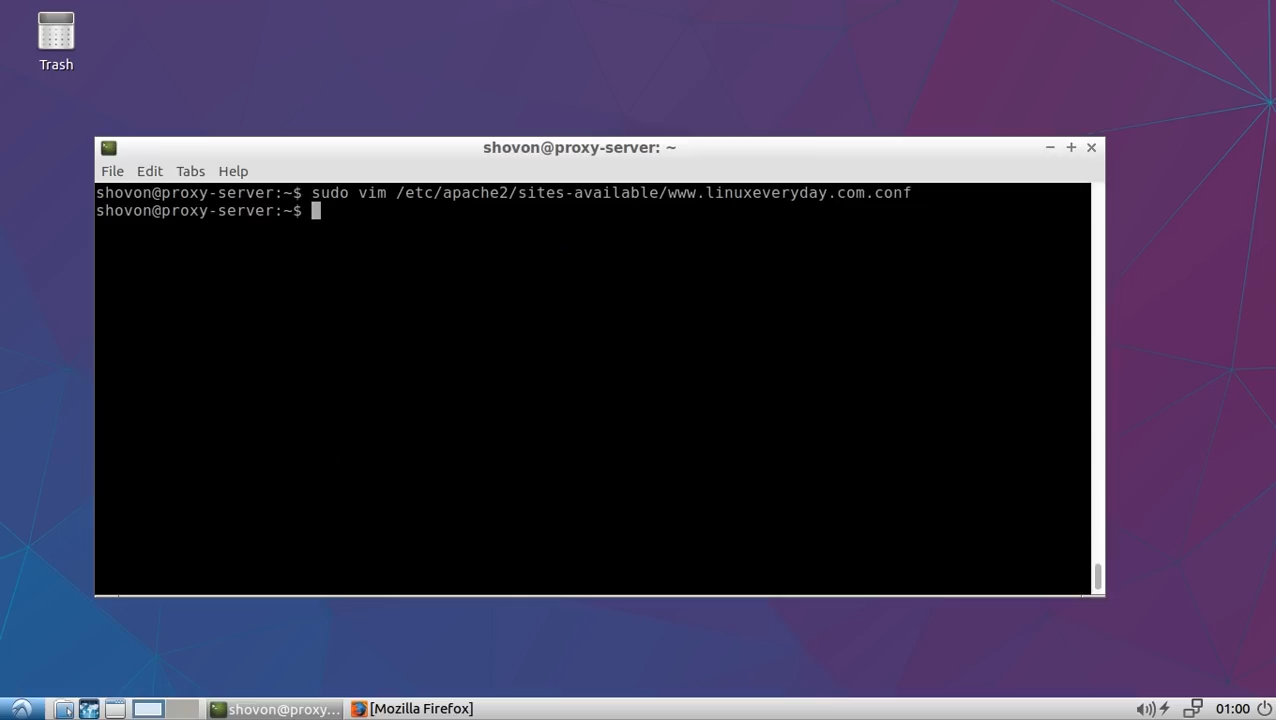 Trash
shovon@proxy-server: ~
File Edit Tabs Help
shovon@proxy-server:~$ sudo vim /etc/apache2/sites-available/www.linuxeveryday.com.conf
shovon@proxy-server:~$
shovon@proxy... [Mozilla Firefox] 01:00